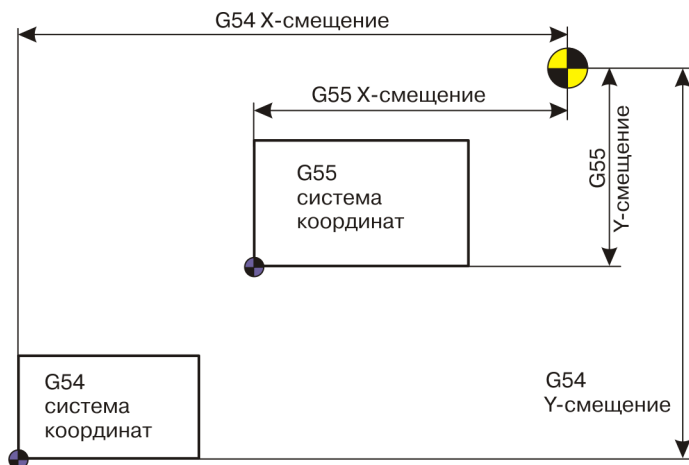 G54 X-смещение
G55 X-смещение
G55
Y-смещение
G55
система
координат
G54
система
координат
G54
Y-смещение